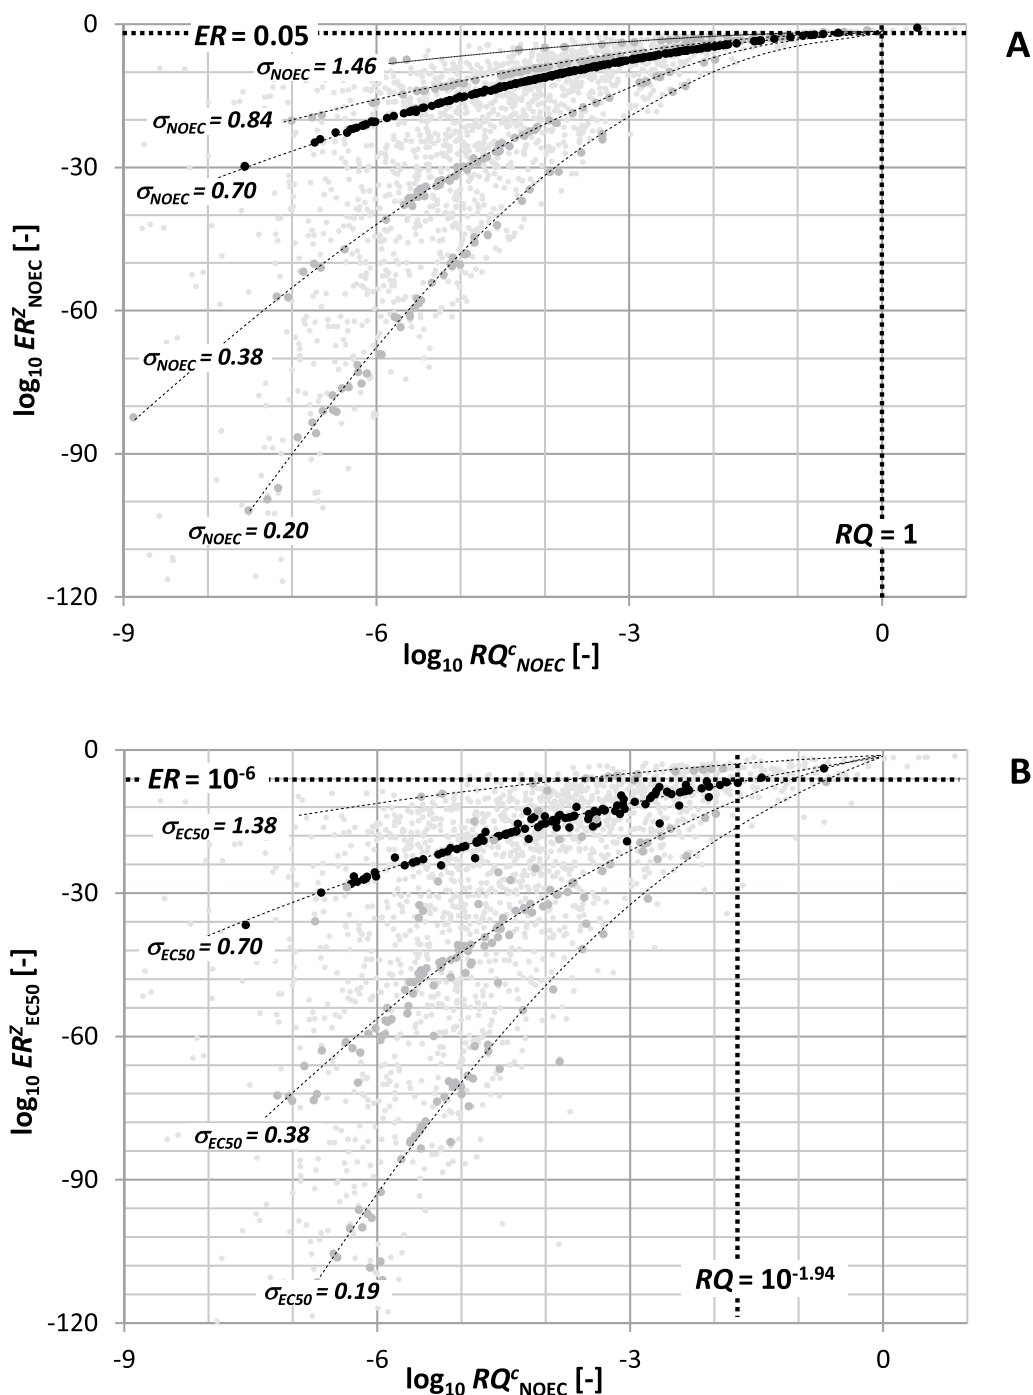 A
0
ER = 0.05
σNOEC = 1.46
σNOEC = 0.84
-30
σNOEC = 0.70
log10 ERZNOEC [-]
-60
σNOEC = 0.38
-90
σNOEC = 0.20
RQ = 1
-120
-9 -6 -3 0
log10 RQcNOEC [-]
B
0
ER = 10-6
σEC50 = 1.38
-30
σEC50 = 0.70
log10 ERZEC50 [-]
-60
σEC50 = 0.38
-90
RQ = 10-1.94
σEC50 = 0.19
-120
-9 -6 -3 0
log10 RQcNOEC [-]